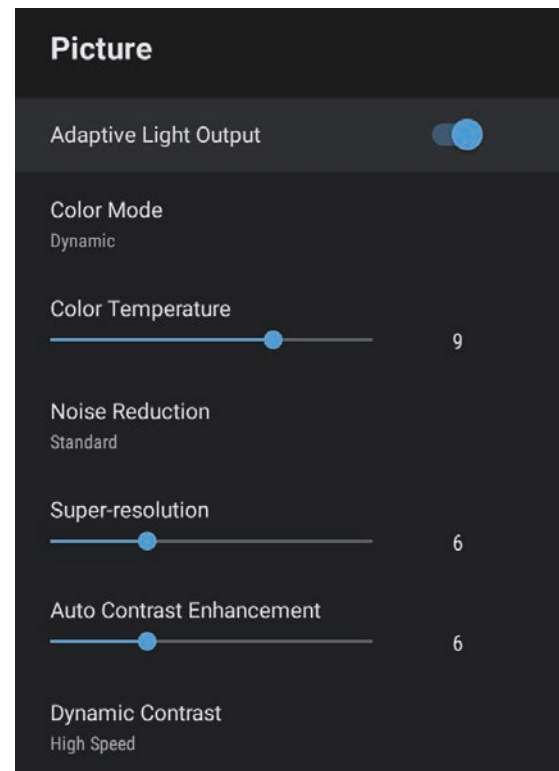 Picture
Adaptive Light Output
Color Mode
Dynamic
Color Temperature
9
Noise Reduction
Standard
Super-resolution
6
Auto Contrast Enhancement
6
Dynamic Contrast
High Speed